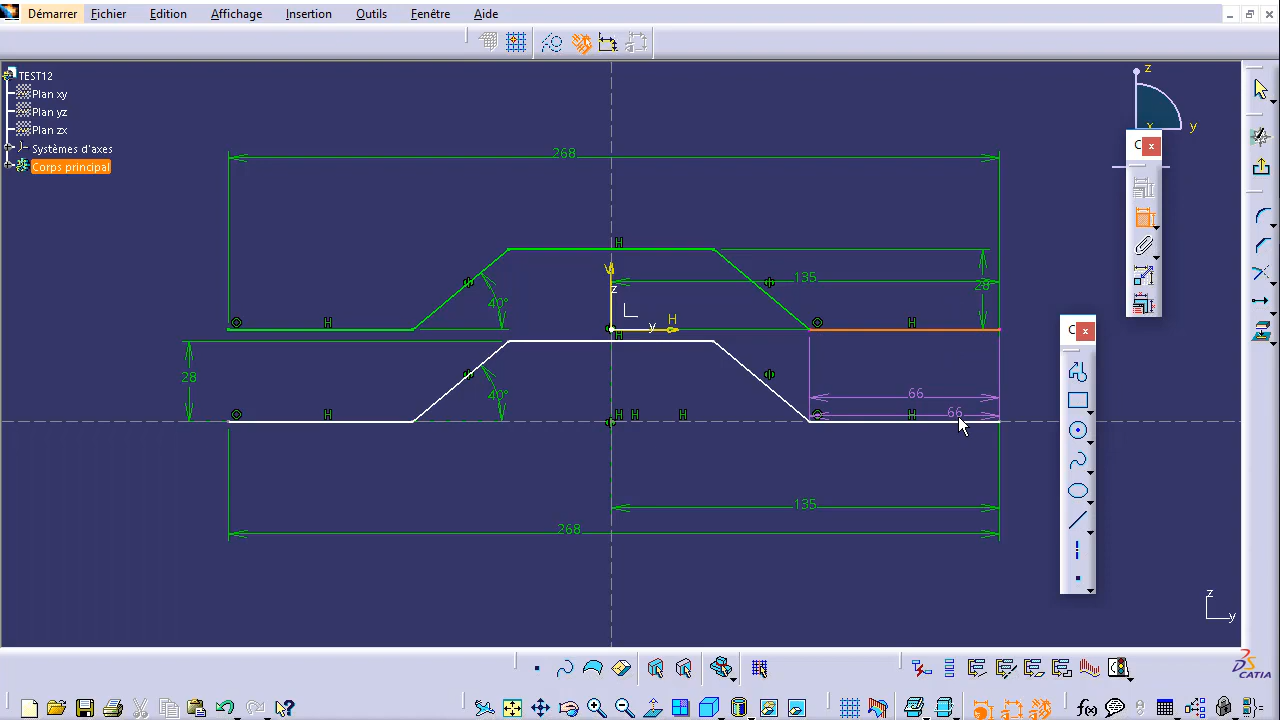 Démarrer Fichier Edition Affichage Insertion Outils Fenêtre Aide
TEST12
Plan xy
Plan yz
Plan zx
Systèmes d'axes
Corps principal
z
x
y
C
268
H
135
28
V
z
40°
H
H
H
y
H
H
28
40°
66
66
H
H
H
H
H
C
135
268
z
y
CATIA
f(x)